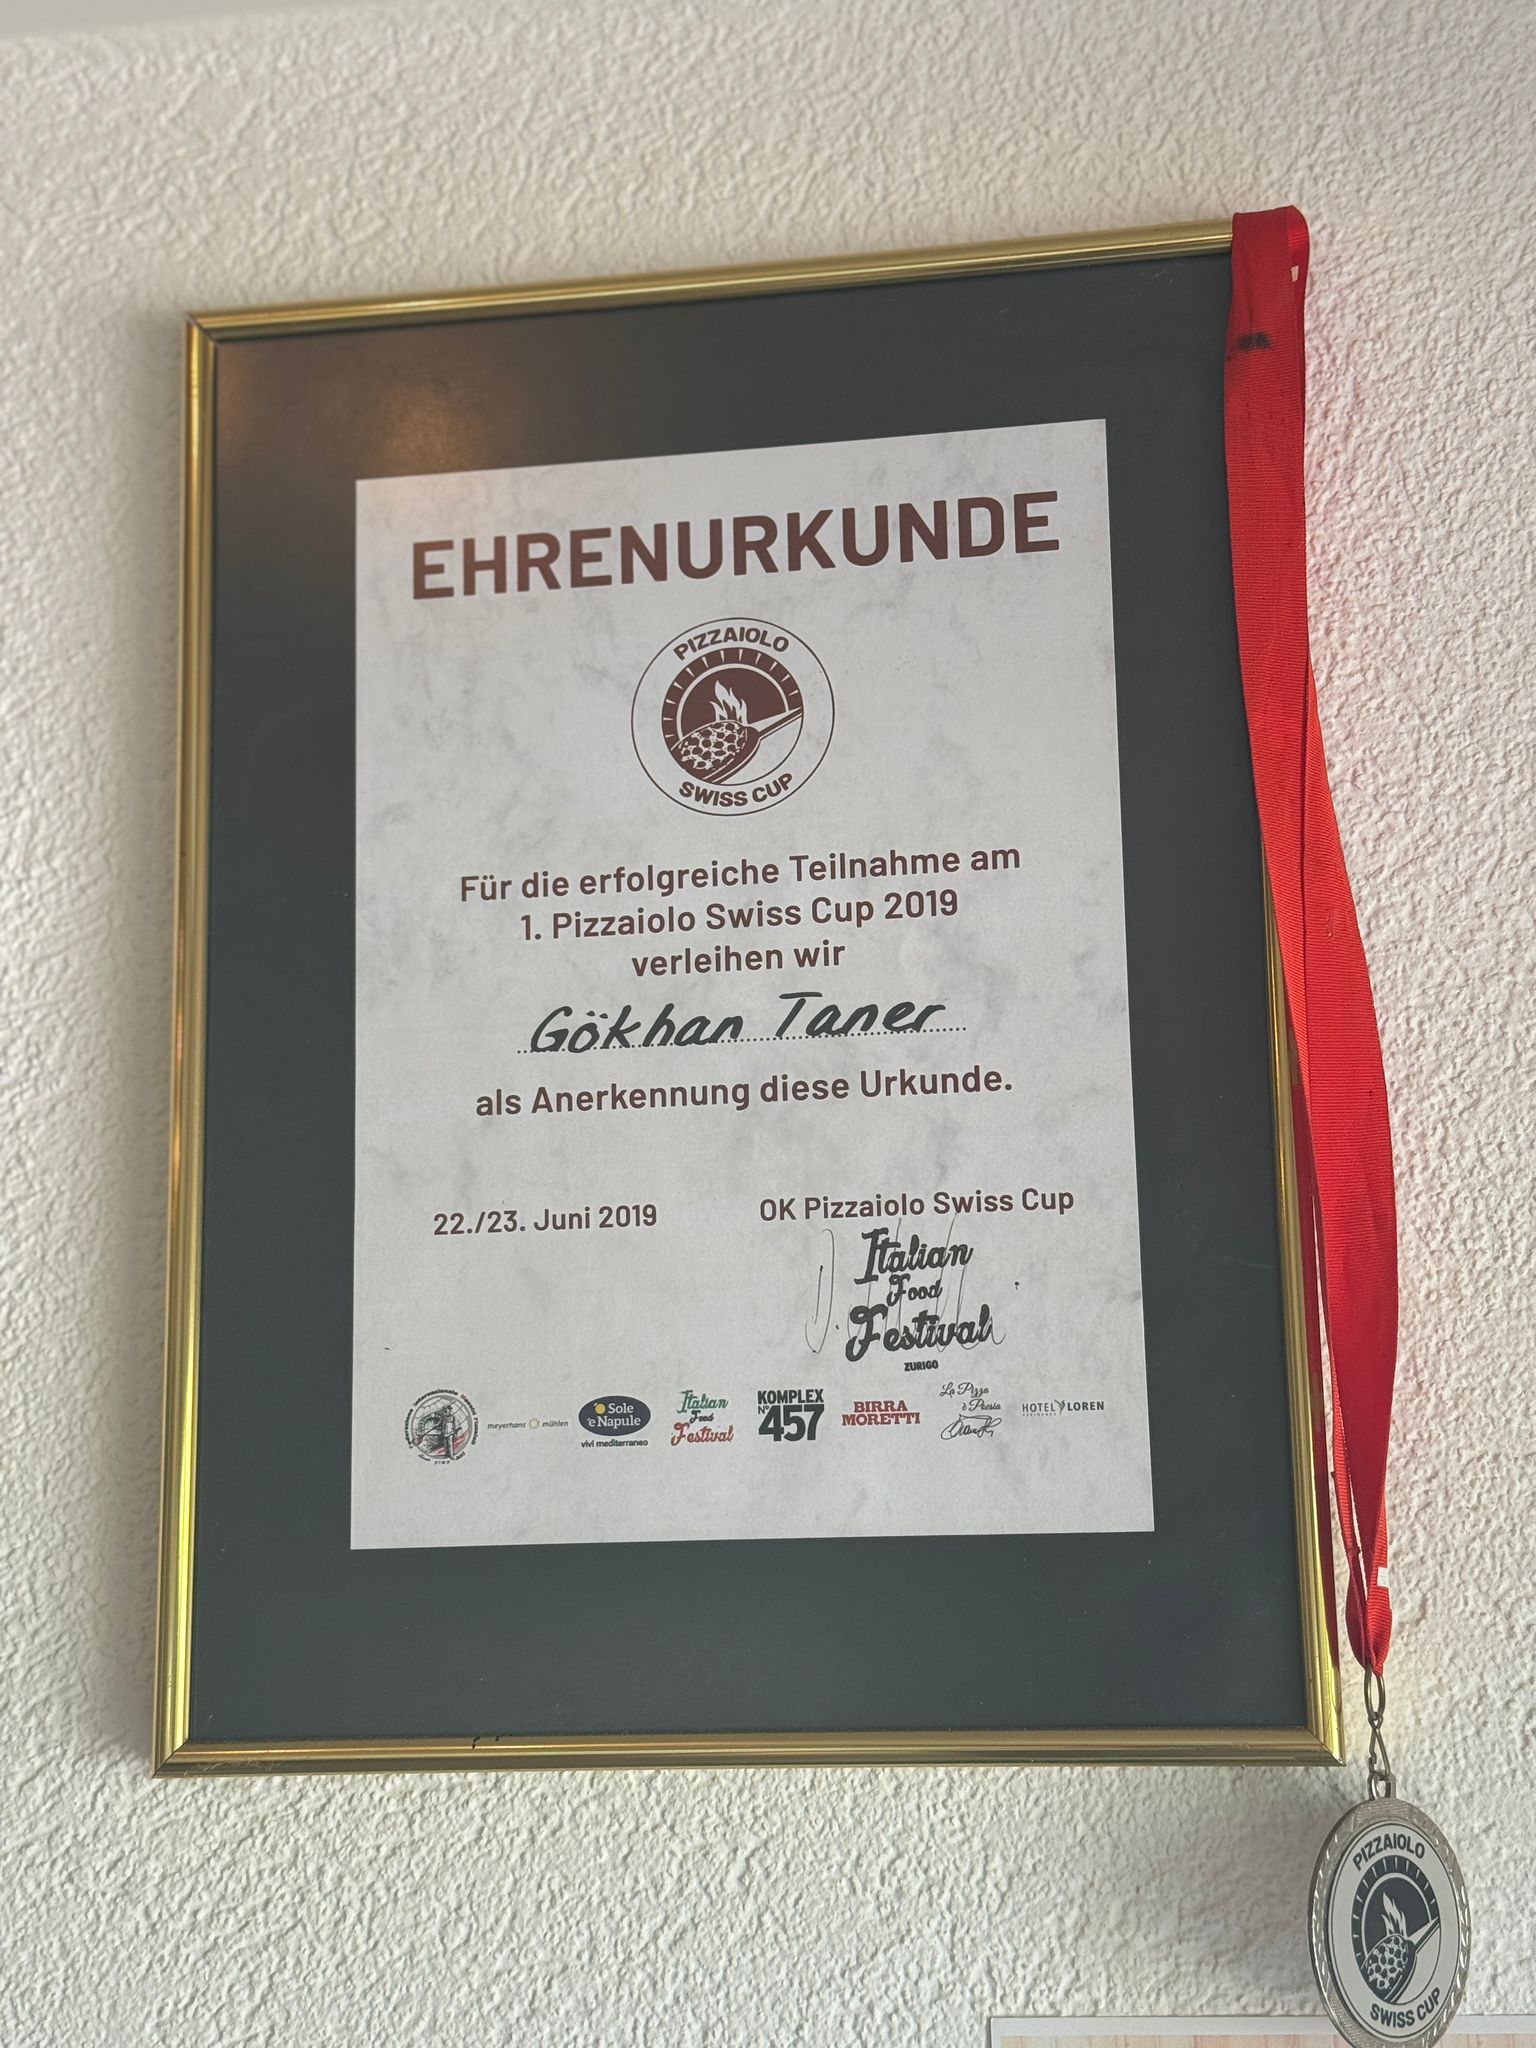 EHRENURKUNDE
PIZZAIOLO
SWISS CUP
Für die erfolgreiche Teilnahme am
1. Pizzaiolo Swiss Cup 2019
verleihen wir
Gökhan Taner
als Anerkennung diese Urkunde.
22./23. Juni 2019
OK Pizzaiolo Swiss Cup
Italian
Food
Festival
ZURIGO
meyerhans mühlen
Sole
e Napule
vivi mediterraneo
Italian
Food
Festival
KOMPLEX
Nº
457
BIRRA
MORETTI
La Pizza
è Poesia
HOTEL LOREN
PIZZAIOLO
SWISS CUP